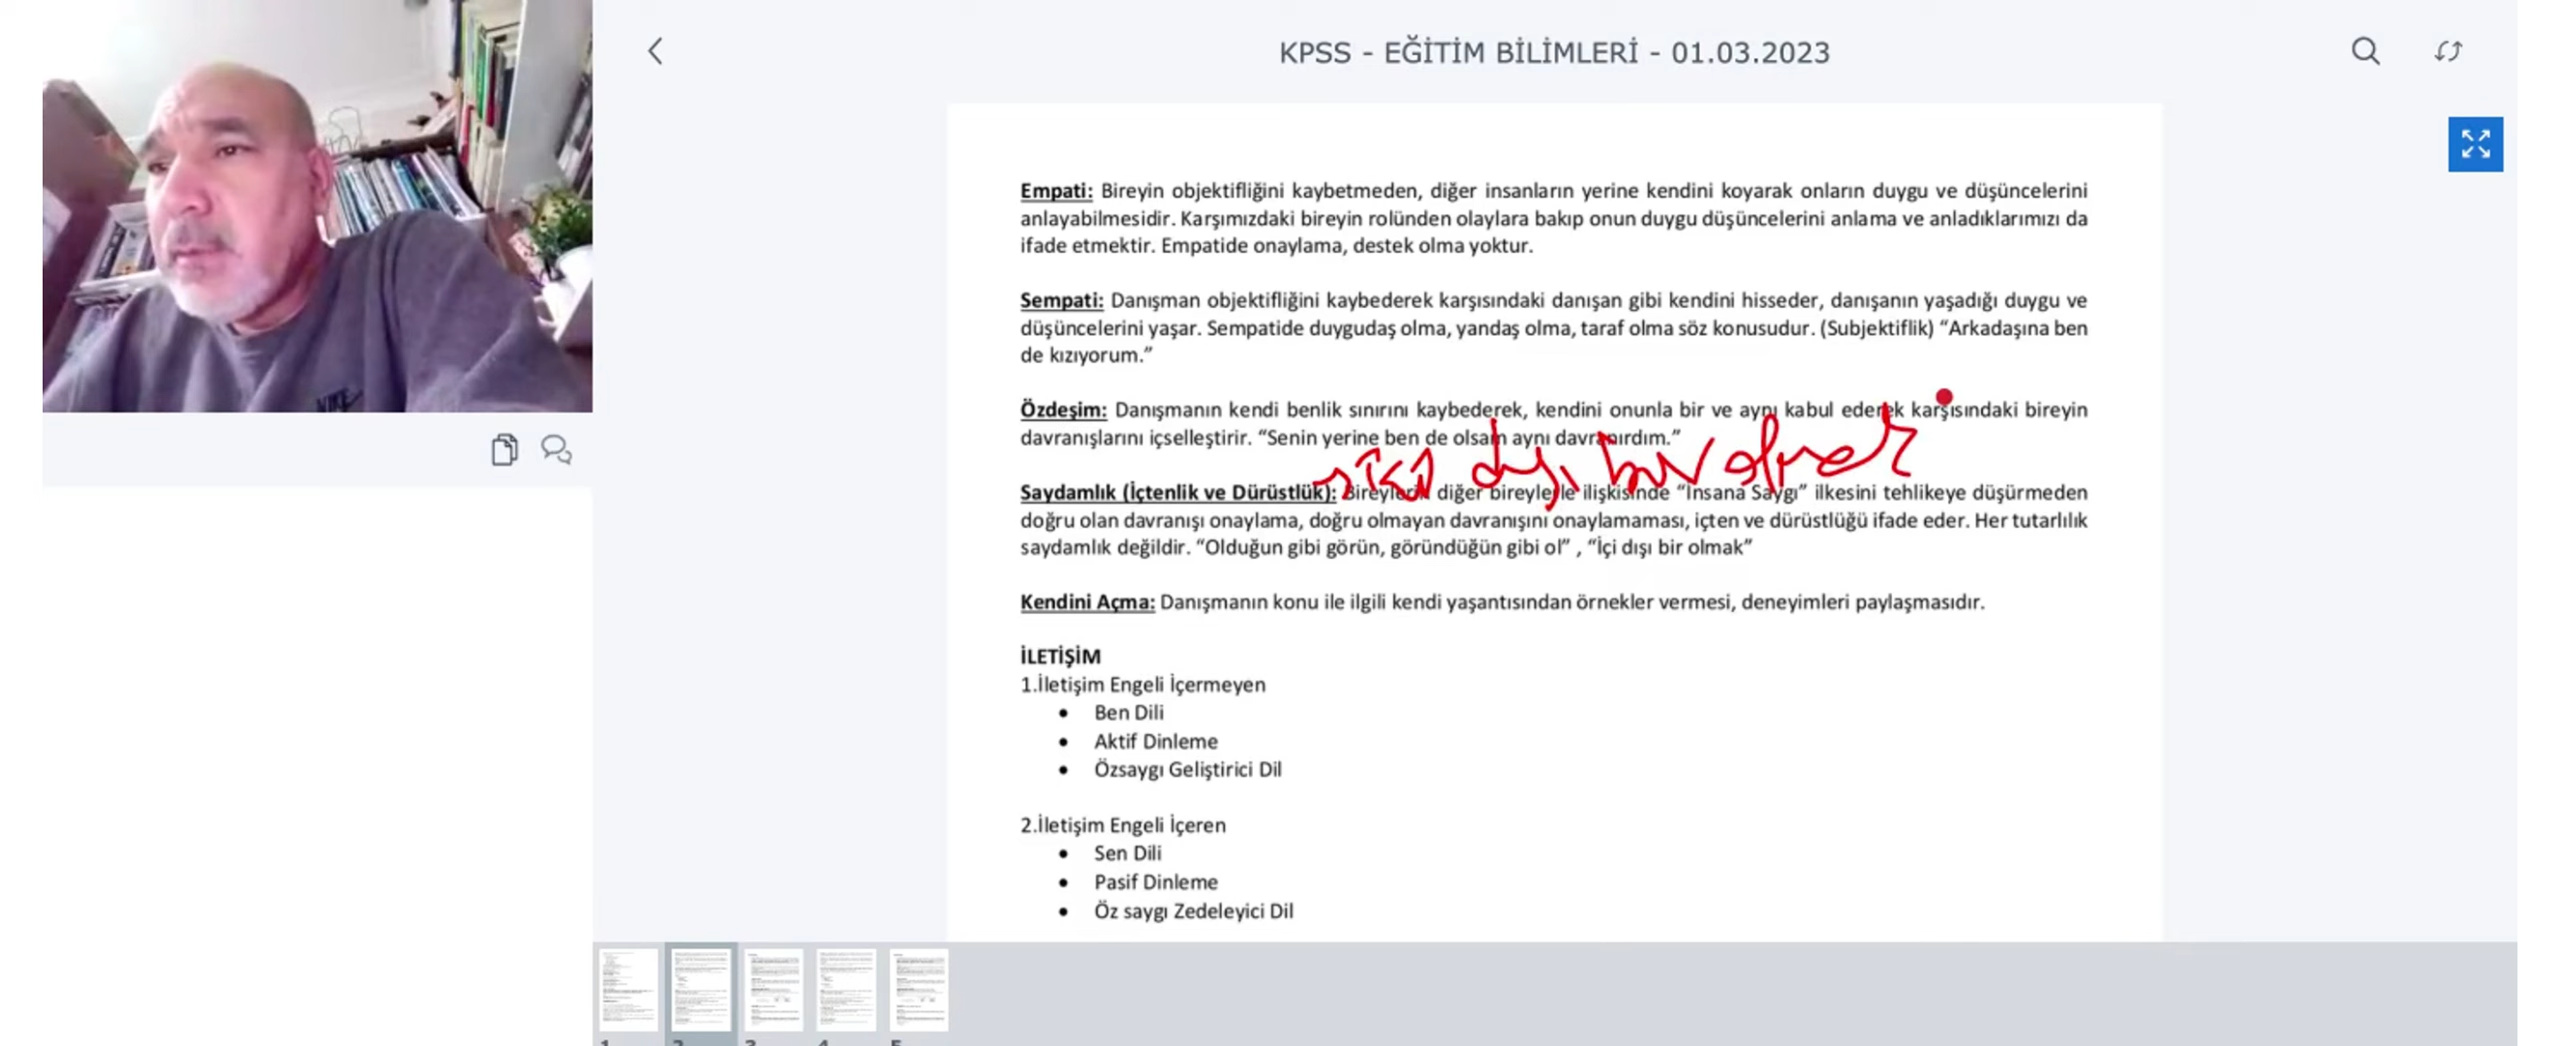 KPSS - EĞİTİM BİLİMLERİ - 01.03.2023
NIKE
Empati: Bireyin objektifliğini kaybetmeden, diğer insanların yerine kendini koyarak onların duygu ve düşüncelerini
anlayabilmesidir. Karşımızdaki bireyin rolünden olaylara bakıp onun duygu düşüncelerini anlama ve anladıklarımızı da
ifade etmektir. Empatide onaylama, destek olma yoktur.
Sempati: Danışman objektifliğini kaybederek karşısındaki danışan gibi kendini hisseder, danışanın yaşadığı duygu ve
düşüncelerini yaşar. Sempatide duygudaş olma, yandaş olma, taraf olma söz konusudur. (Subjektiflik) “Arkadaşına ben
de kızıyorum.”
Özdeşim: Danışmanın kendi benlik sınırını kaybederek, kendini onunla bir ve aynı kabul ederek karşısındaki bireyin
davranışlarını içselleştirir. “Senin yerine ben de olsam aynı davranırdım.”
içi dışı bir olmak
Saydamlık (İçtenlik ve Dürüstlük): Bireylerin diğer bireylerle ilişkisinde “İnsana Saygı” ilkesini tehlikeye düşürmeden
doğru olan davranışı onaylama, doğru olmayan davranışını onaylamaması, içten ve dürüstlüğü ifade eder. Her tutarlılık
saydamlık değildir. “Olduğun gibi görün, göründüğün gibi ol” , “İçi dışı bir olmak”
Kendini Açma: Danışmanın konu ile ilgili kendi yaşantısından örnekler vermesi, deneyimleri paylaşmasıdır.
İLETİŞİM
1.İletişim Engeli İçermeyen
• Ben Dili
• Aktif Dinleme
• Özsaygı Geliştirici Dil
2.İletişim Engeli İçeren
• Sen Dili
• Pasif Dinleme
• Öz saygı Zedeleyici Dil
1 2 3 4 5